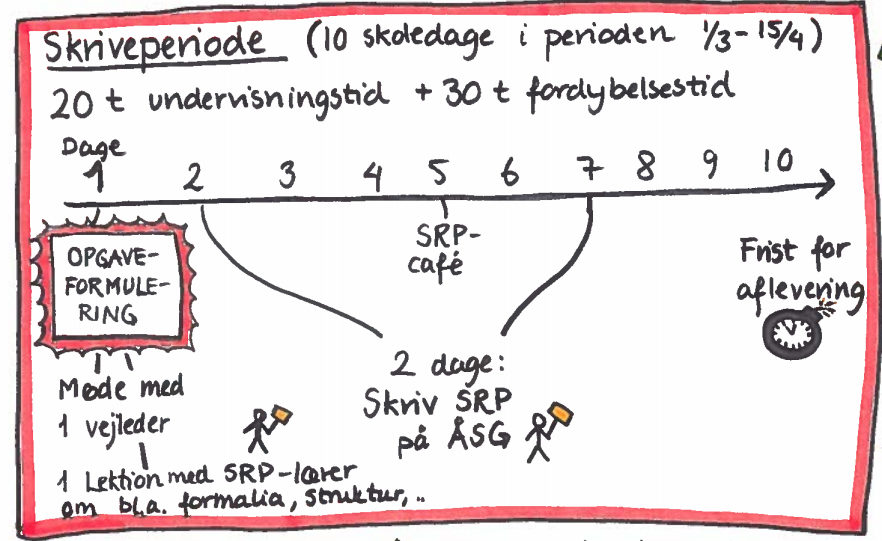 Skriveperiode (10 skoledage i perioden 1/3-15/4)
20 t undervisningstid + 30 t fordybelsestid
Dage
1 2 3 4 5 6 7 8 9 10
OPGAVE-
FORMULE-
RING
Møde med
1 vejleder
1 Lektion med SRP-lærer
om bl.a. formalia, struktur, ..
SRP-
café
2 dage:
Skriv SRP
på ÅSG
Frist for
aflevering